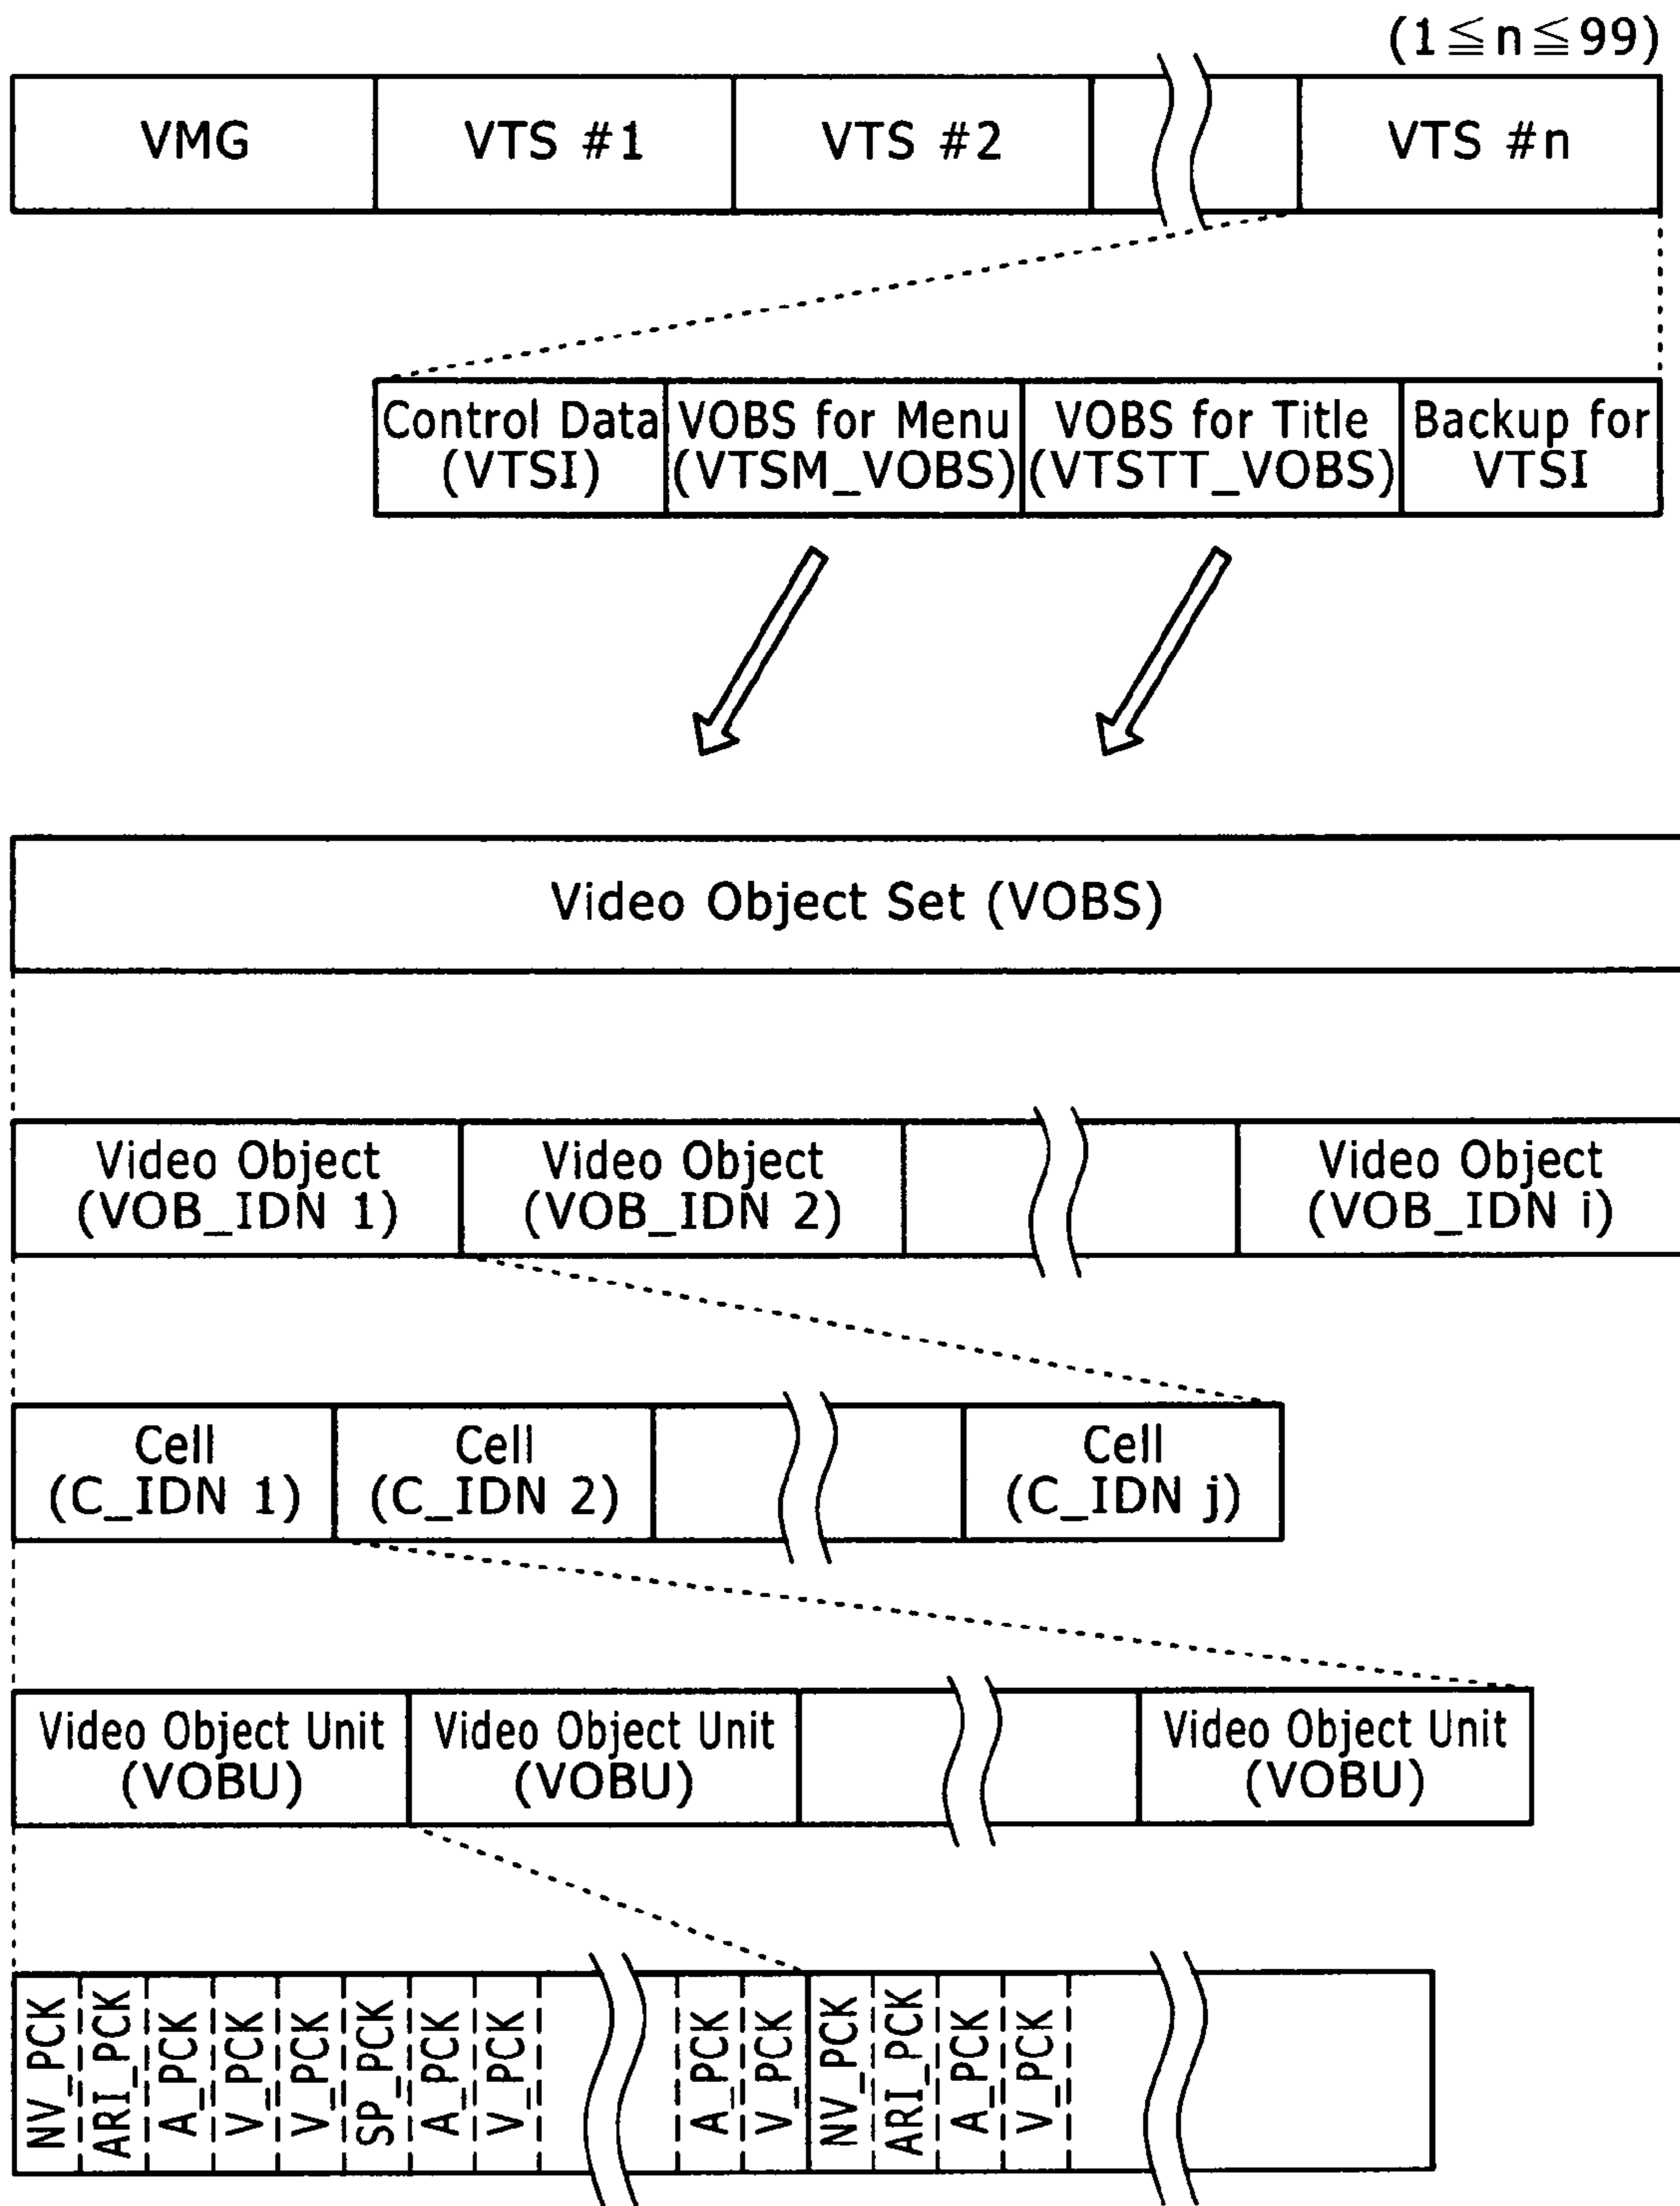 (1≦n≦99)
VMG VTS #1 VTS #2 VTS #n
Control Data (VTSI)
VOBS for Menu (VTSM_VOBS)
VOBS for Title (VTSTT_VOBS)
Backup for VTSI
Video Object Set (VOBS)
Video Object (VOB_IDN 1)
Video Object (VOB_IDN 2)
Video Object (VOB_IDN i)
Cell (C_IDN 1)
Cell (C_IDN 2)
Cell (C_IDN j)
Video Object Unit (VOBU)
Video Object Unit (VOBU)
Video Object Unit (VOBU)
NV_PCK
ARI_PCK
A_PCK
V_PCK
V_PCK
SP_PCK
A_PCK
V_PCK
A_PCK
V_PCK
NV_PCK
ARI_PCK
A_PCK
V_PCK